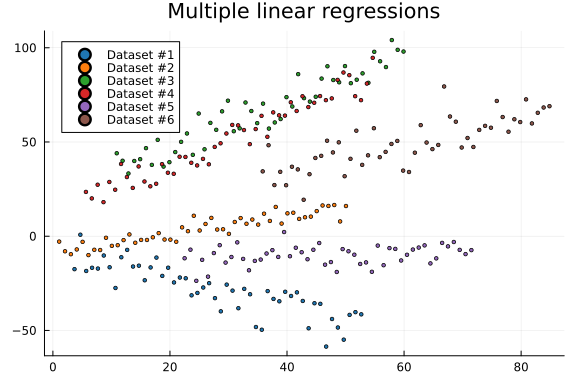 Multiple linear regressions
Dataset #1
Dataset #2
Dataset #3
Dataset #4
Dataset #5
Dataset #6
100
50
0
−50
0 20 40 60 80